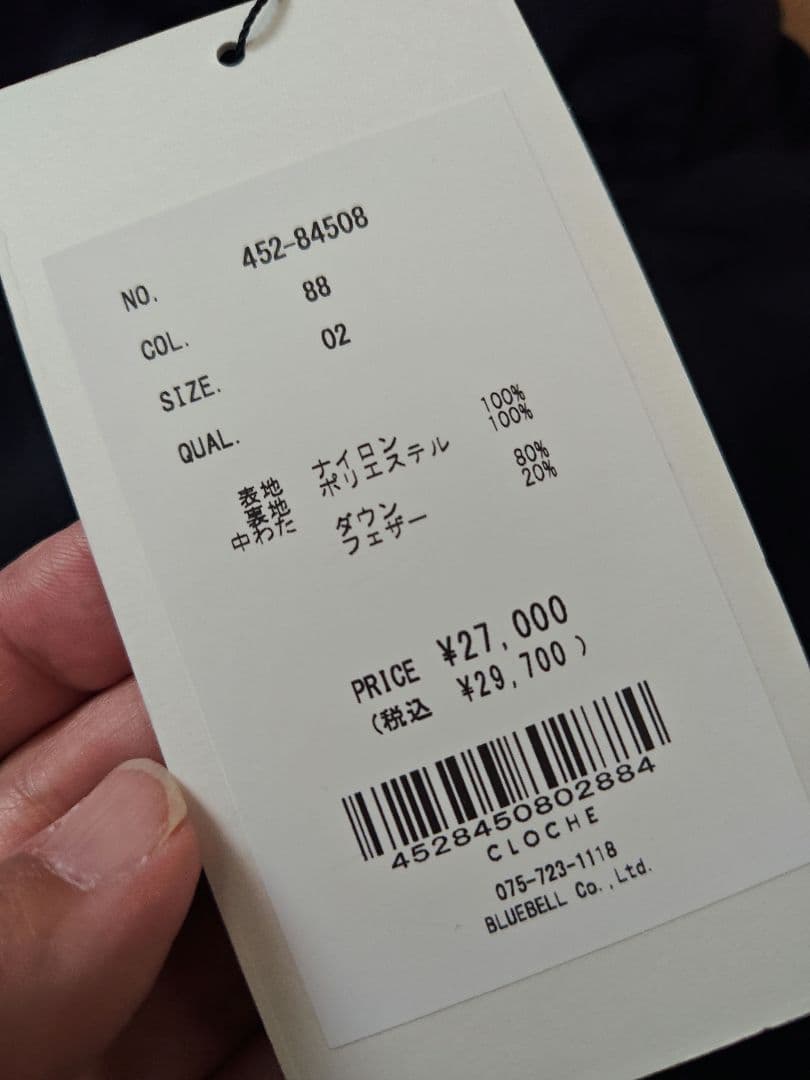 NO. 452-84508
COL. 88
SIZE. 02
QUAL.
表地 ナイロン 100%
裏地 ポリエステル 100%
中わた ダウン 80%
フェザー 20%
PRICE ¥27,000
(税込 ¥29,700)
4528450802884
CLOCHE
075-723-1118
BLUEBELL Co.,Ltd.